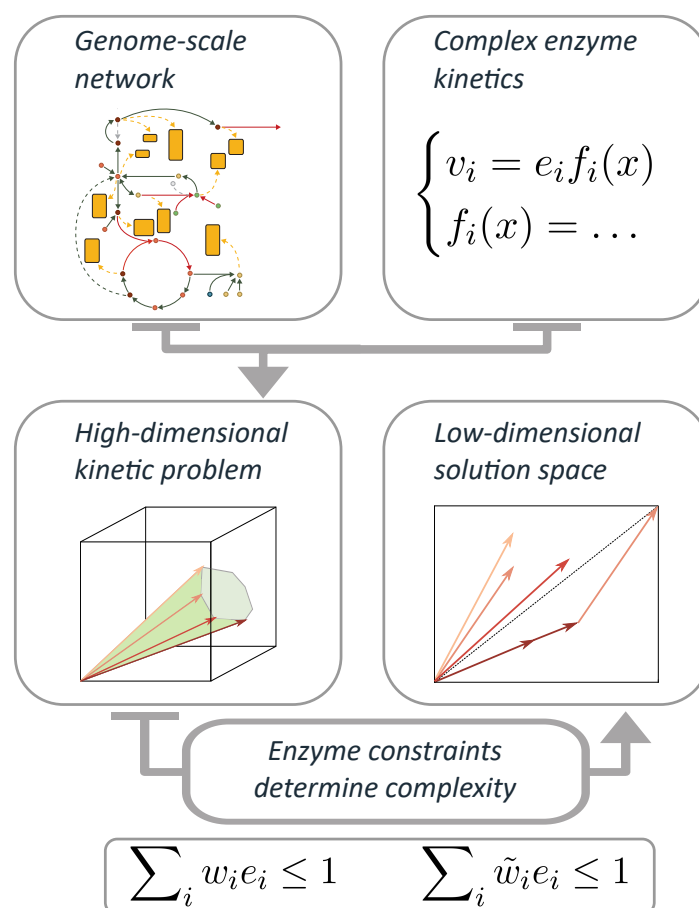 Genome-scale
network
Complex enzyme
kinetics
v_i = e_i f_i(x)
f_i(x) = ...
High-dimensional
kinetic problem
Low-dimensional
solution space
Enzyme constraints
determine complexity
∑_i w_i e_i ≤ 1
∑_i w̃_i e_i ≤ 1